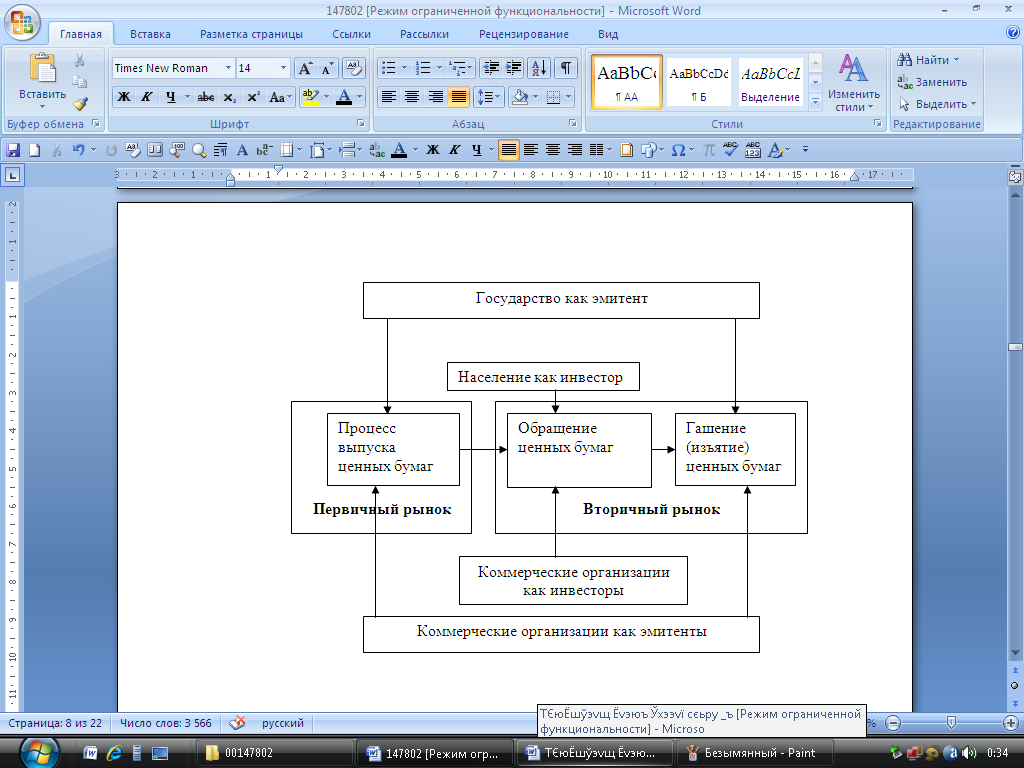 147802 [Режим ограниченной функциональности] - Microsoft Word
Главная Вставка Разметка страницы Ссылки Рассылки Рецензирование Вид
Вставить
Times New Roman 14
AaBbCc AaBbCcDd AaBbCcI
¶ АА ¶ Б Выделение
Изменить
стили
Найти
Заменить
Выделить
Буфер обмена Шрифт Абзац Стили Редактирование
Государство как эмитент
Население как инвестор
Процесс
выпуска
ценных бумаг
Обращение
ценных бумаг
Гашение
(изъятие)
ценных бумаг
Первичный рынок
Вторичный рынок
Коммерческие организации
как инвесторы
Коммерческие организации как эмитенты
Страница: 8 из 22 Число слов: 3 566 русский
[Режим ограниченной
функциональности] - Microso
00147802 147802 [Режим огр... Безымянный - Paint 0:34